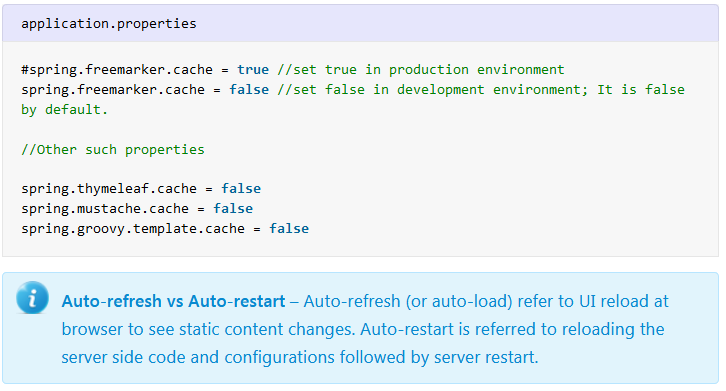 application.properties
#spring.freemarker.cache = true //set true in production environment
spring.freemarker.cache = false //set false in development environment; It is false
by default.
//Other such properties
spring.thymeleaf.cache = false
spring.mustache.cache = false
spring.groovy.template.cache = false
Auto-refresh vs Auto-restart – Auto-refresh (or auto-load) refer to UI reload at
browser to see static content changes. Auto-restart is referred to reloading the
server side code and configurations followed by server restart.